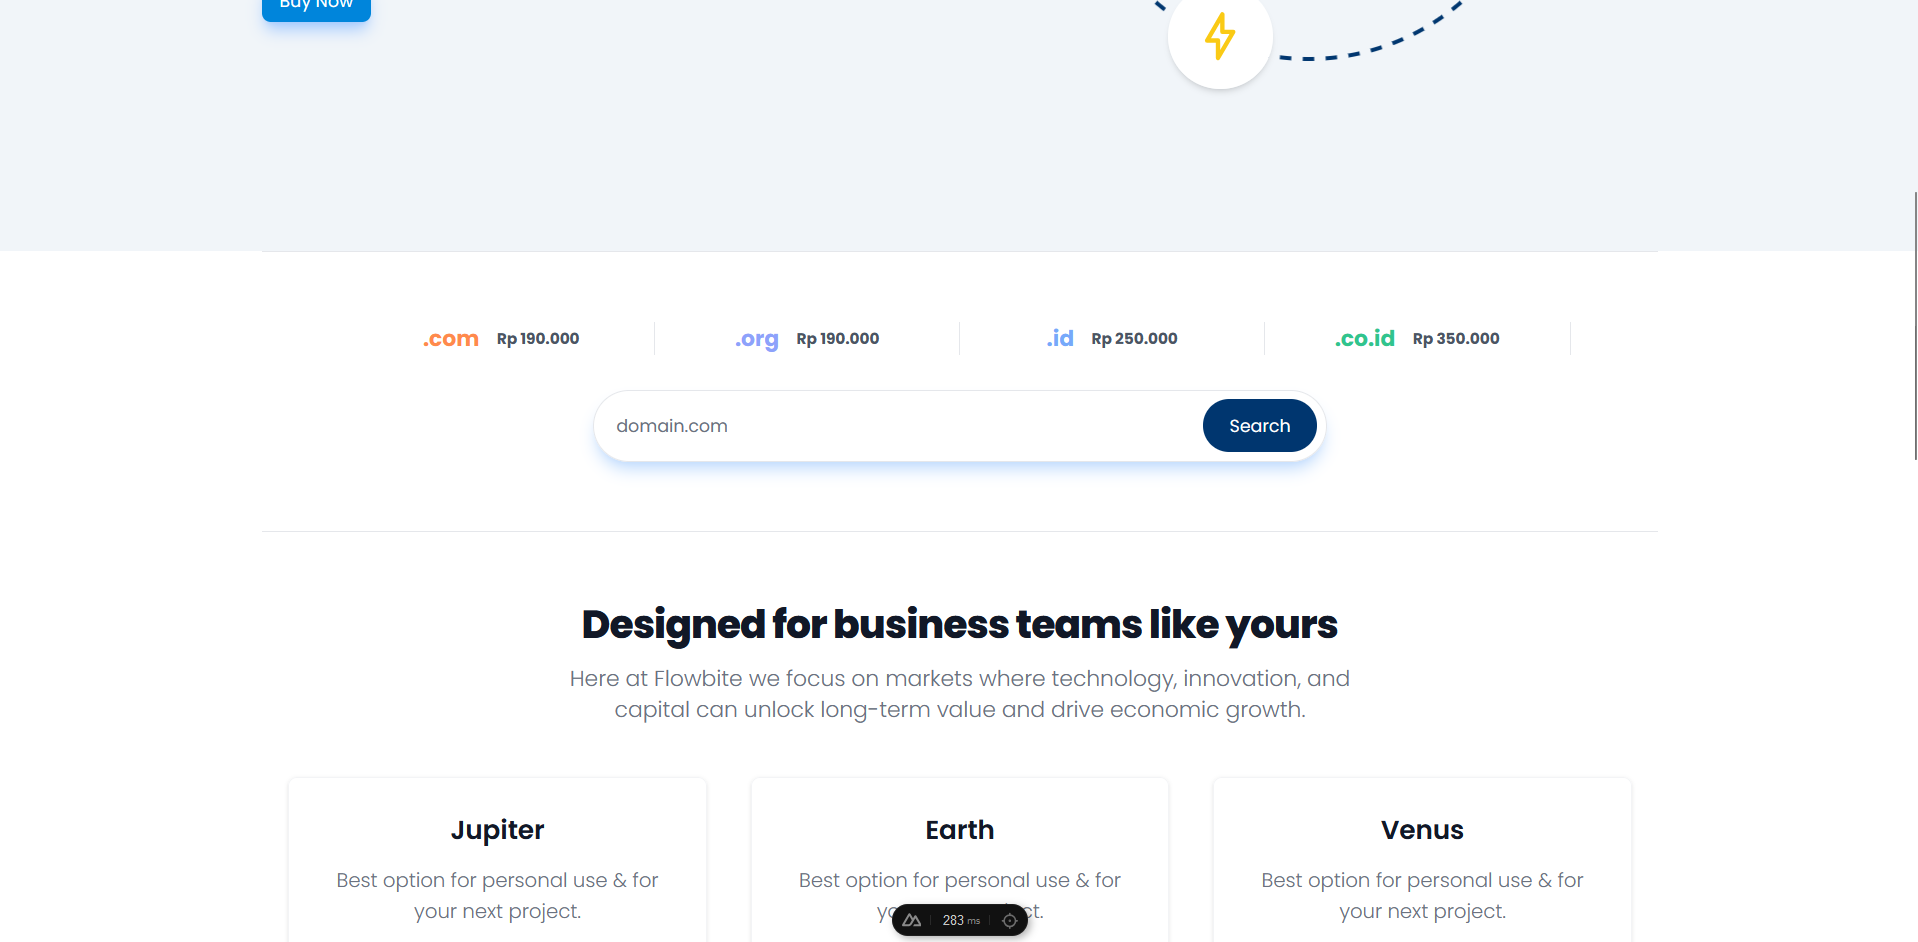 Buy Now
.com Rp 190.000 .org Rp 190.000 .id Rp 250.000 .co.id Rp 350.000
domain.com Search
Designed for business teams like yours
Here at Flowbite we focus on markets where technology, innovation, and
capital can unlock long-term value and drive economic growth.
Jupiter
Best option for personal use & for
your next project.
Earth
Best option for personal use & for
Venus
Best option for personal use & for
your next project.
283 ms